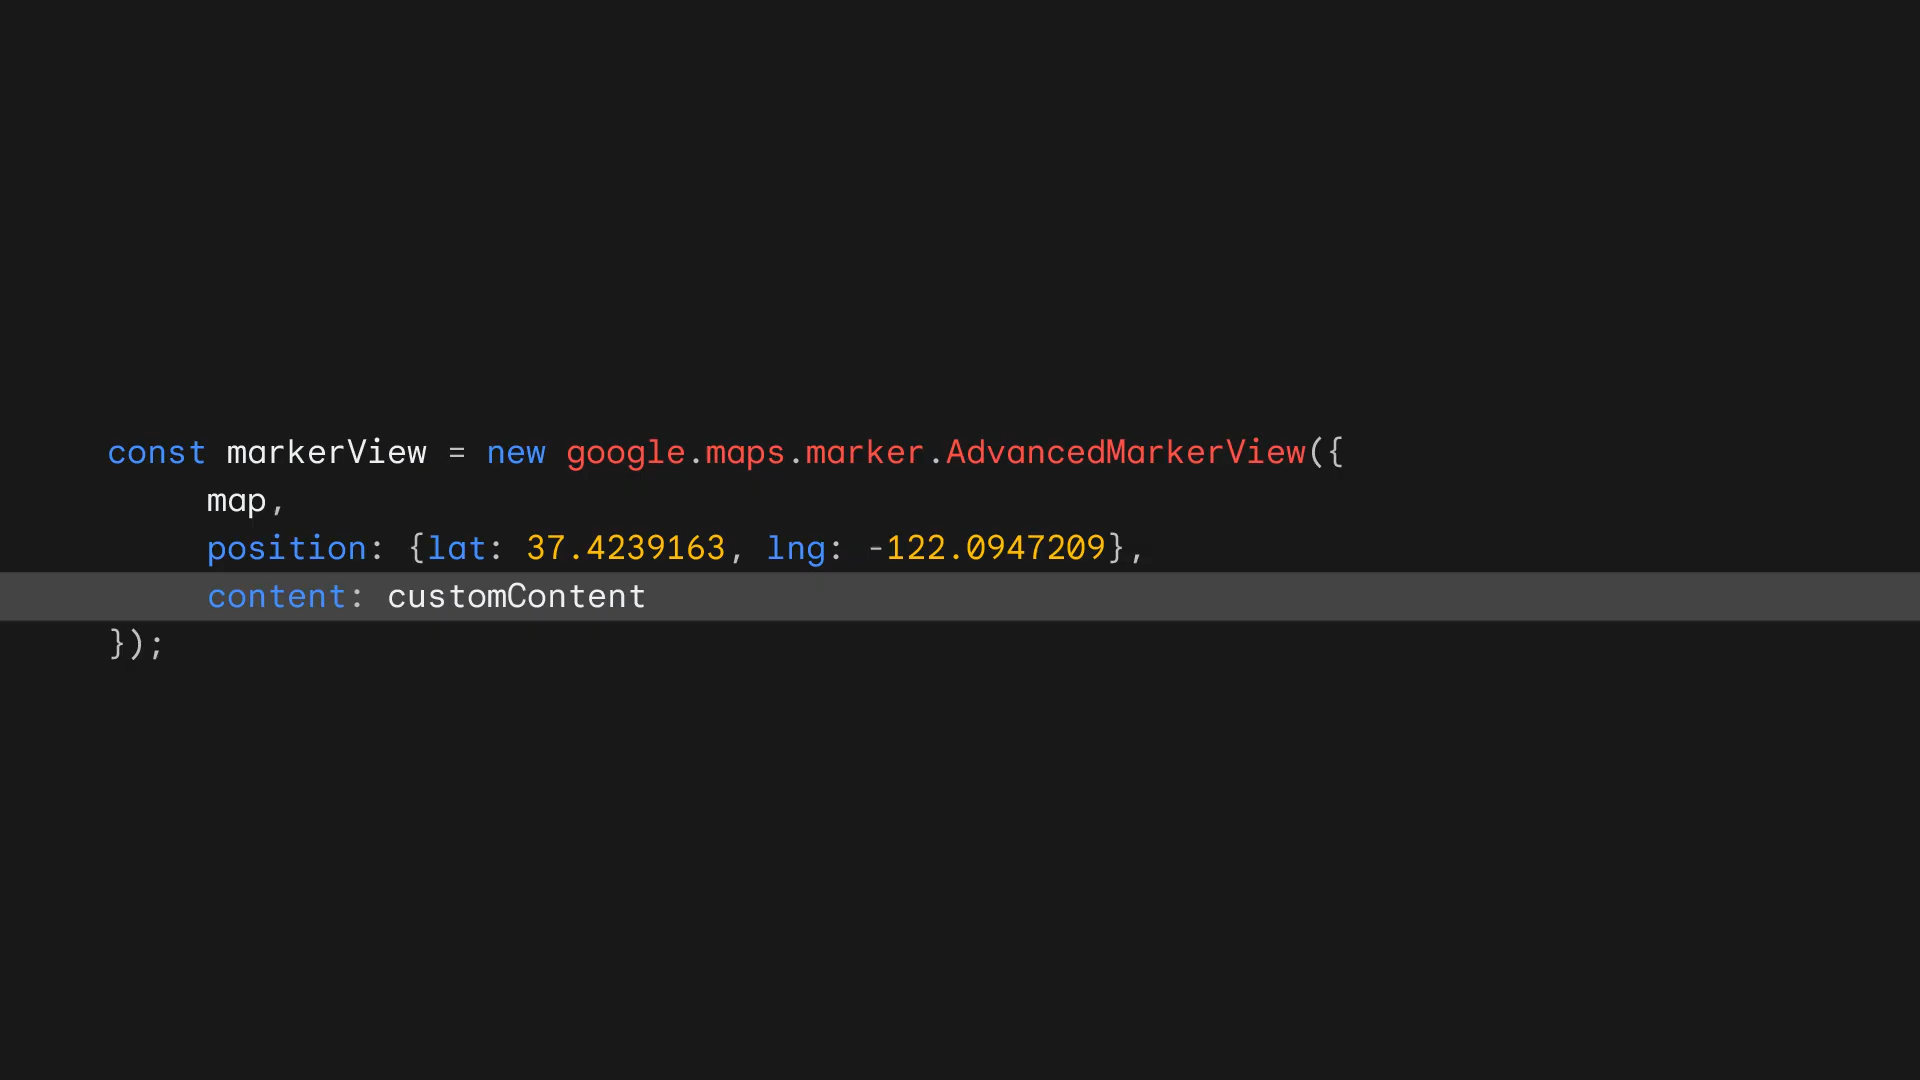 const markerView = new google.maps.marker.AdvancedMarkerView({
map,
position: {lat: 37.4239163, lng: -122.0947209},
content: customContent
});